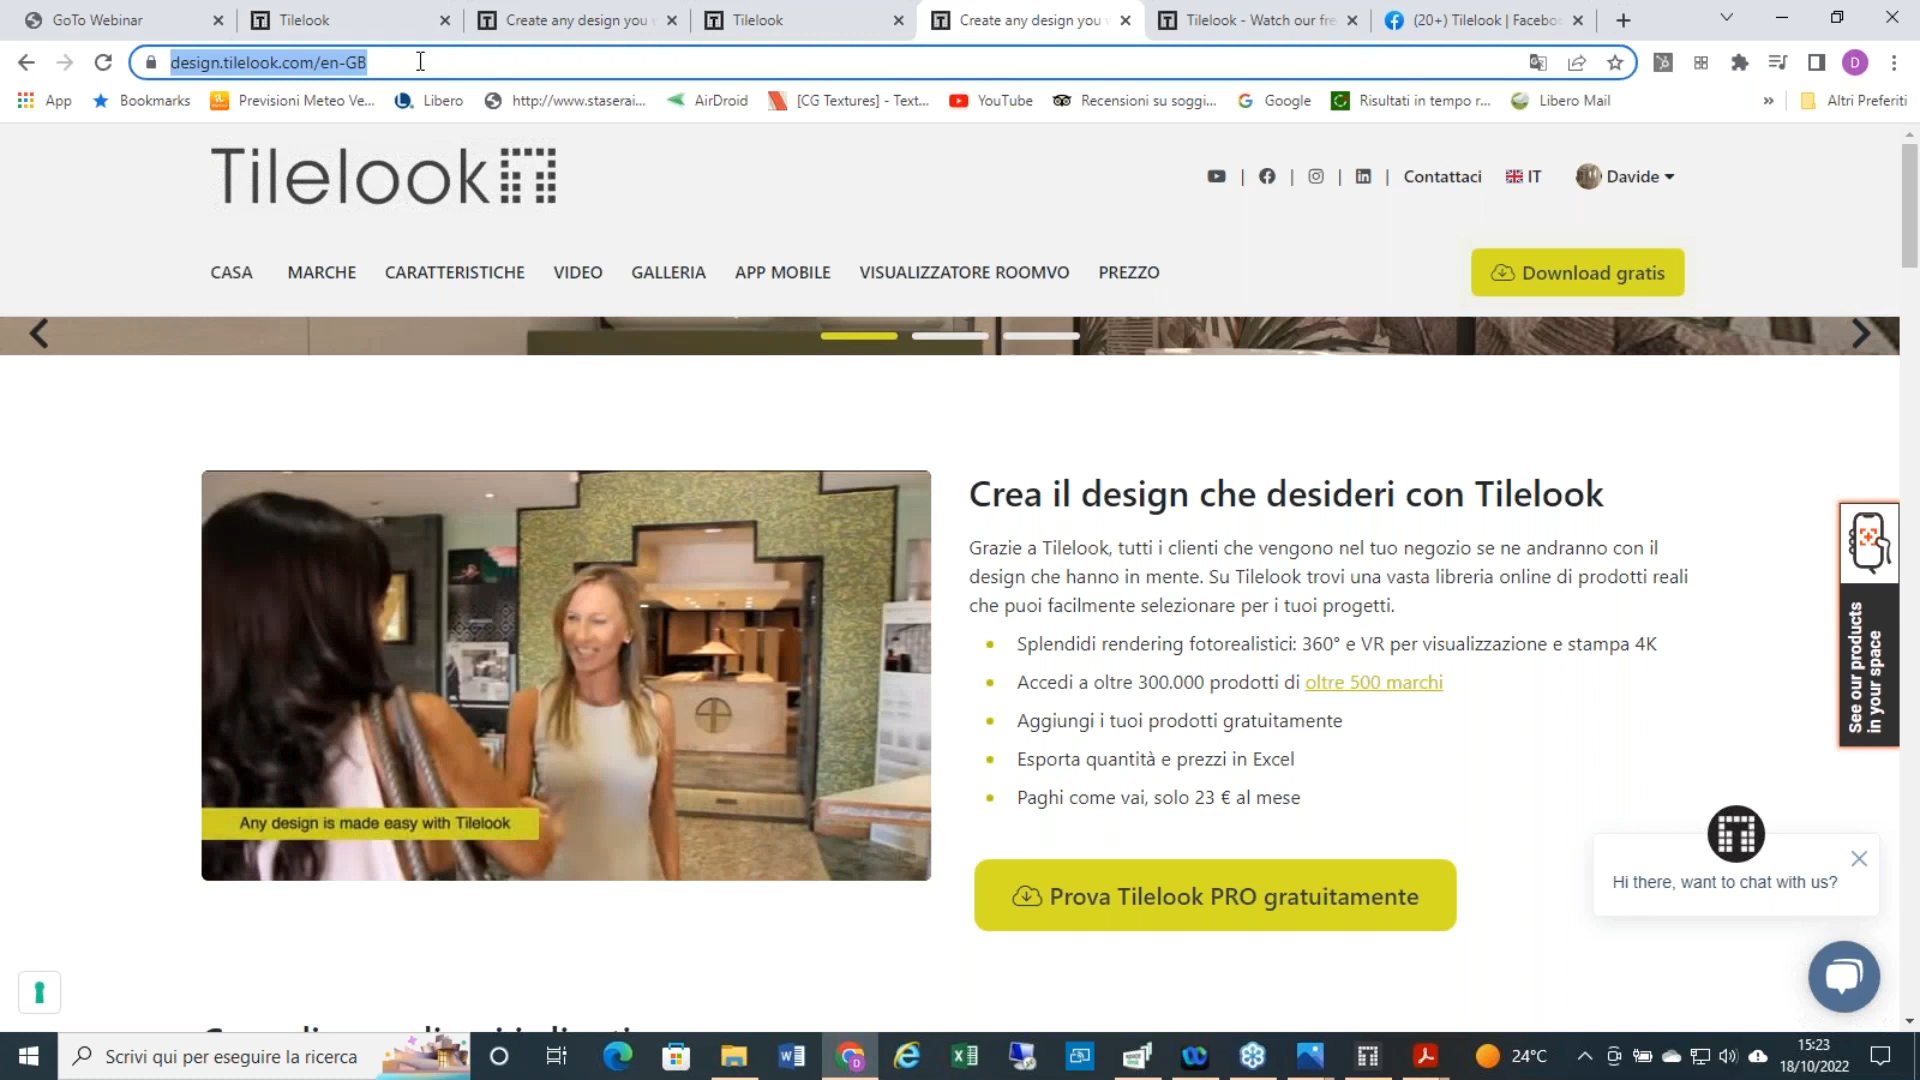 GoTo Webinar
Tilelook
Create any design you
Tilelook
Create any design you
Tilelook - Watch our fre
(20+) Tilelook | Facebo
design.tilelook.com/en-GB
D
App
Bookmarks
Previsioni Meteo Ve...
Libero
http://www.staserai...
AirDroid
[CG Textures] - Text...
YouTube
Recensioni su soggi...
Google
Risultati in tempo r...
Libero Mail
»
Altri Preferiti
Tilelook
| | | |
Contattaci
IT
Davide
CASA
MARCHE
CARATTERISTICHE
VIDEO
GALLERIA
APP MOBILE
VISUALIZZATORE ROOMVO
PREZZO
Download gratis
Any design is made easy with Tilelook
Crea il design che desideri con Tilelook
Grazie a Tilelook, tutti i clienti che vengono nel tuo negozio se ne andranno con il
design che hanno in mente. Su Tilelook trovi una vasta libreria online di prodotti reali
che puoi facilmente selezionare per i tuoi progetti.
Splendidi rendering fotorealistici: 360° e VR per visualizzazione e stampa 4K
Accedi a oltre 300.000 prodotti di oltre 500 marchi
Aggiungi i tuoi prodotti gratuitamente
Esporta quantità e prezzi in Excel
Paghi come vai, solo 23 € al mese
Prova Tilelook PRO gratuitamente
See our products
in your space
Hi there, want to chat with us?
Scrivi qui per eseguire la ricerca
24°C
15:23
18/10/2022